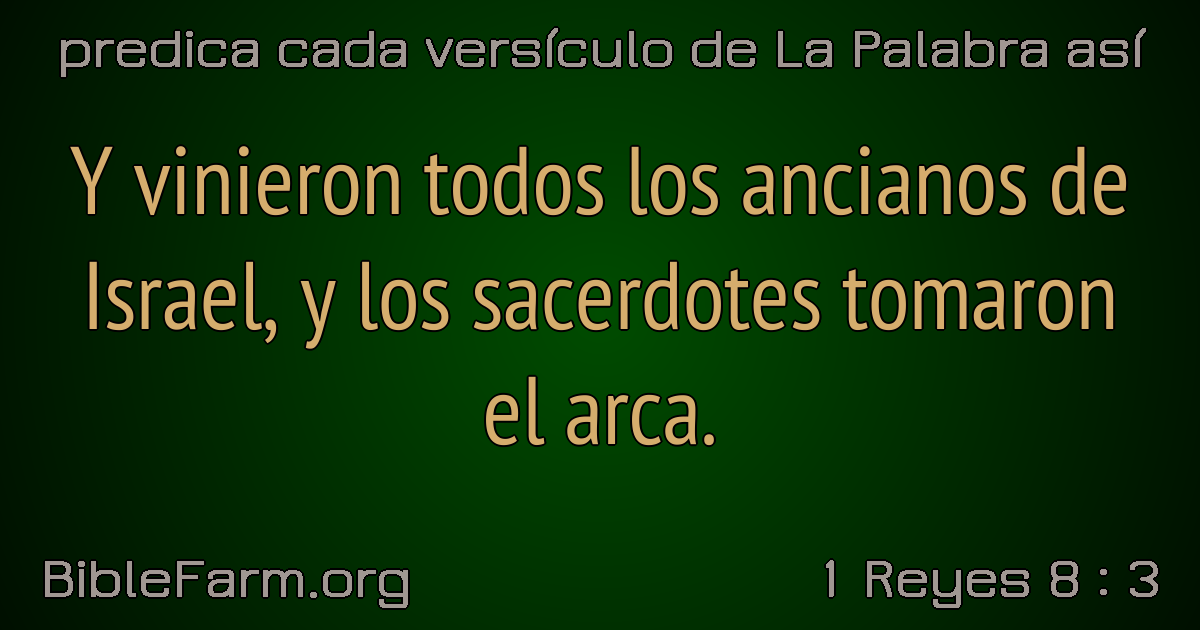 predica cada versículo de La Palabra así
Y vinieron todos los ancianos de
Israel, y los sacerdotes tomaron
el arca.
BibleFarm.org
1 Reyes 8 : 3